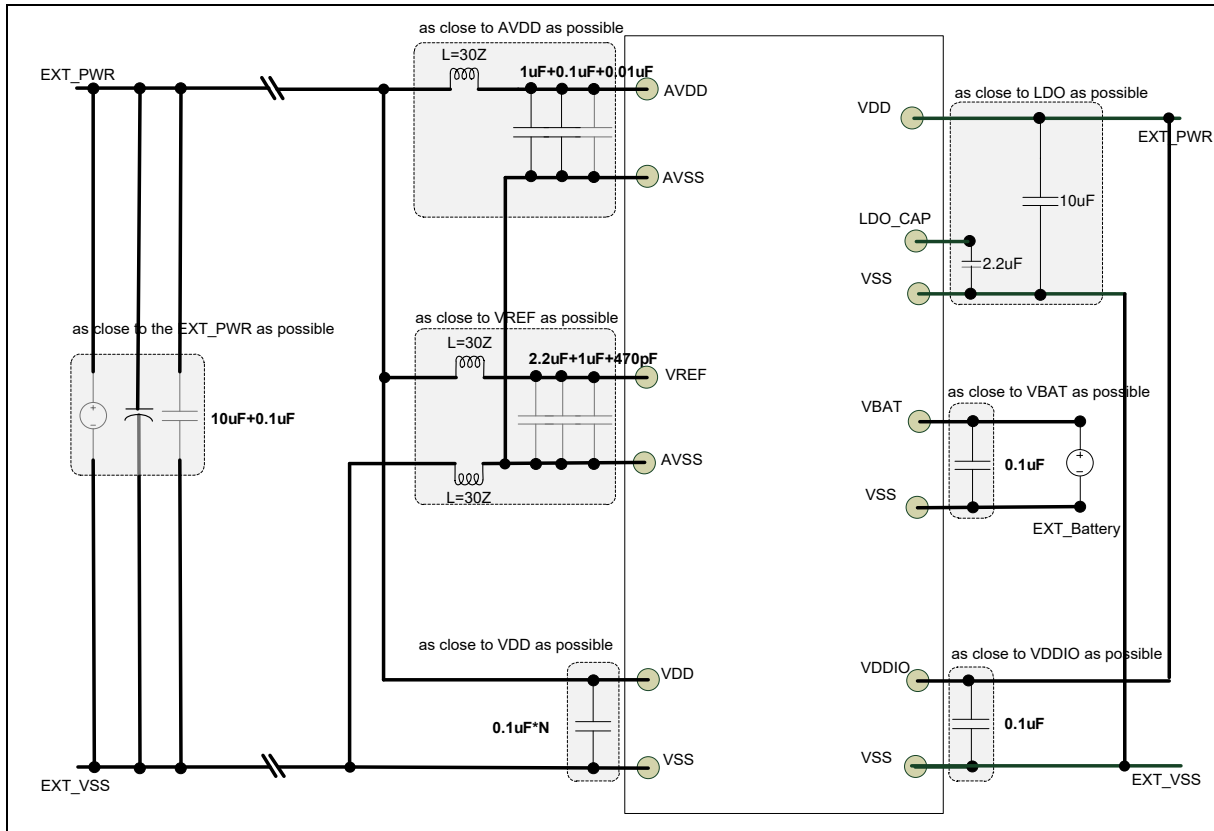 as close to AVDD as possible
L=30Z
EXT_PWR
1uF+0.1uF+0.01uF
AVDD
AVSS
as close to LDO as possible
VDD
EXT_PWR
10uF
LDO_CAP
2.2uF
VSS
as close to the EXT_PWR as possible
10uF+0.1uF
as close to VREF as possible
L=30Z
2.2uF+1uF+470pF
VREF
AVSS
L=30Z
as close to VBAT as possible
VBAT
0.1uF
VSS
EXT_Battery
as close to VDD as possible
VDD
0.1uF*N
VSS
EXT_VSS
as close to VDDIO as possible
VDDIO
0.1uF
VSS
EXT_VSS